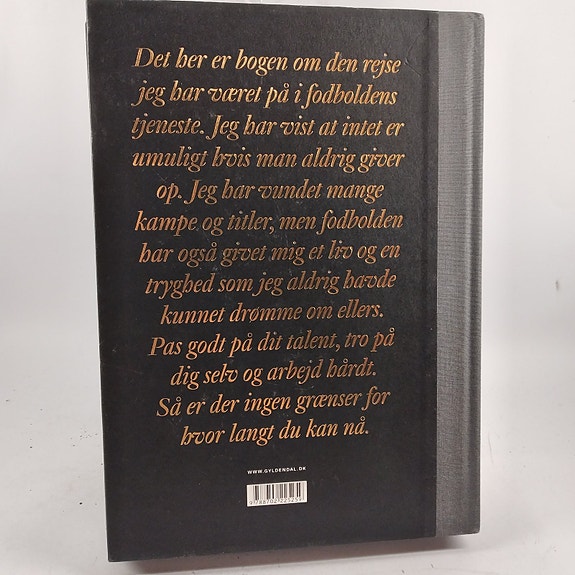 Det her er bogen om den rejse
jeg har været på i fodboldens
tjeneste. Jeg har vist at intet er
umuligt hvis man aldrig giver
op. Jeg har vundet mange
kampe og titler, men fodbolden
har også givet mig et liv og en
tryghed som jeg aldrig havde
kunnet drømme om ellers.
Pas godt på dit talent, tro på
dig selv og arbejd hårdt.
Så er der ingen grænser for
hvor langt du kan nå.
WWW.GYLDENDAL.DK
9 788702 225259